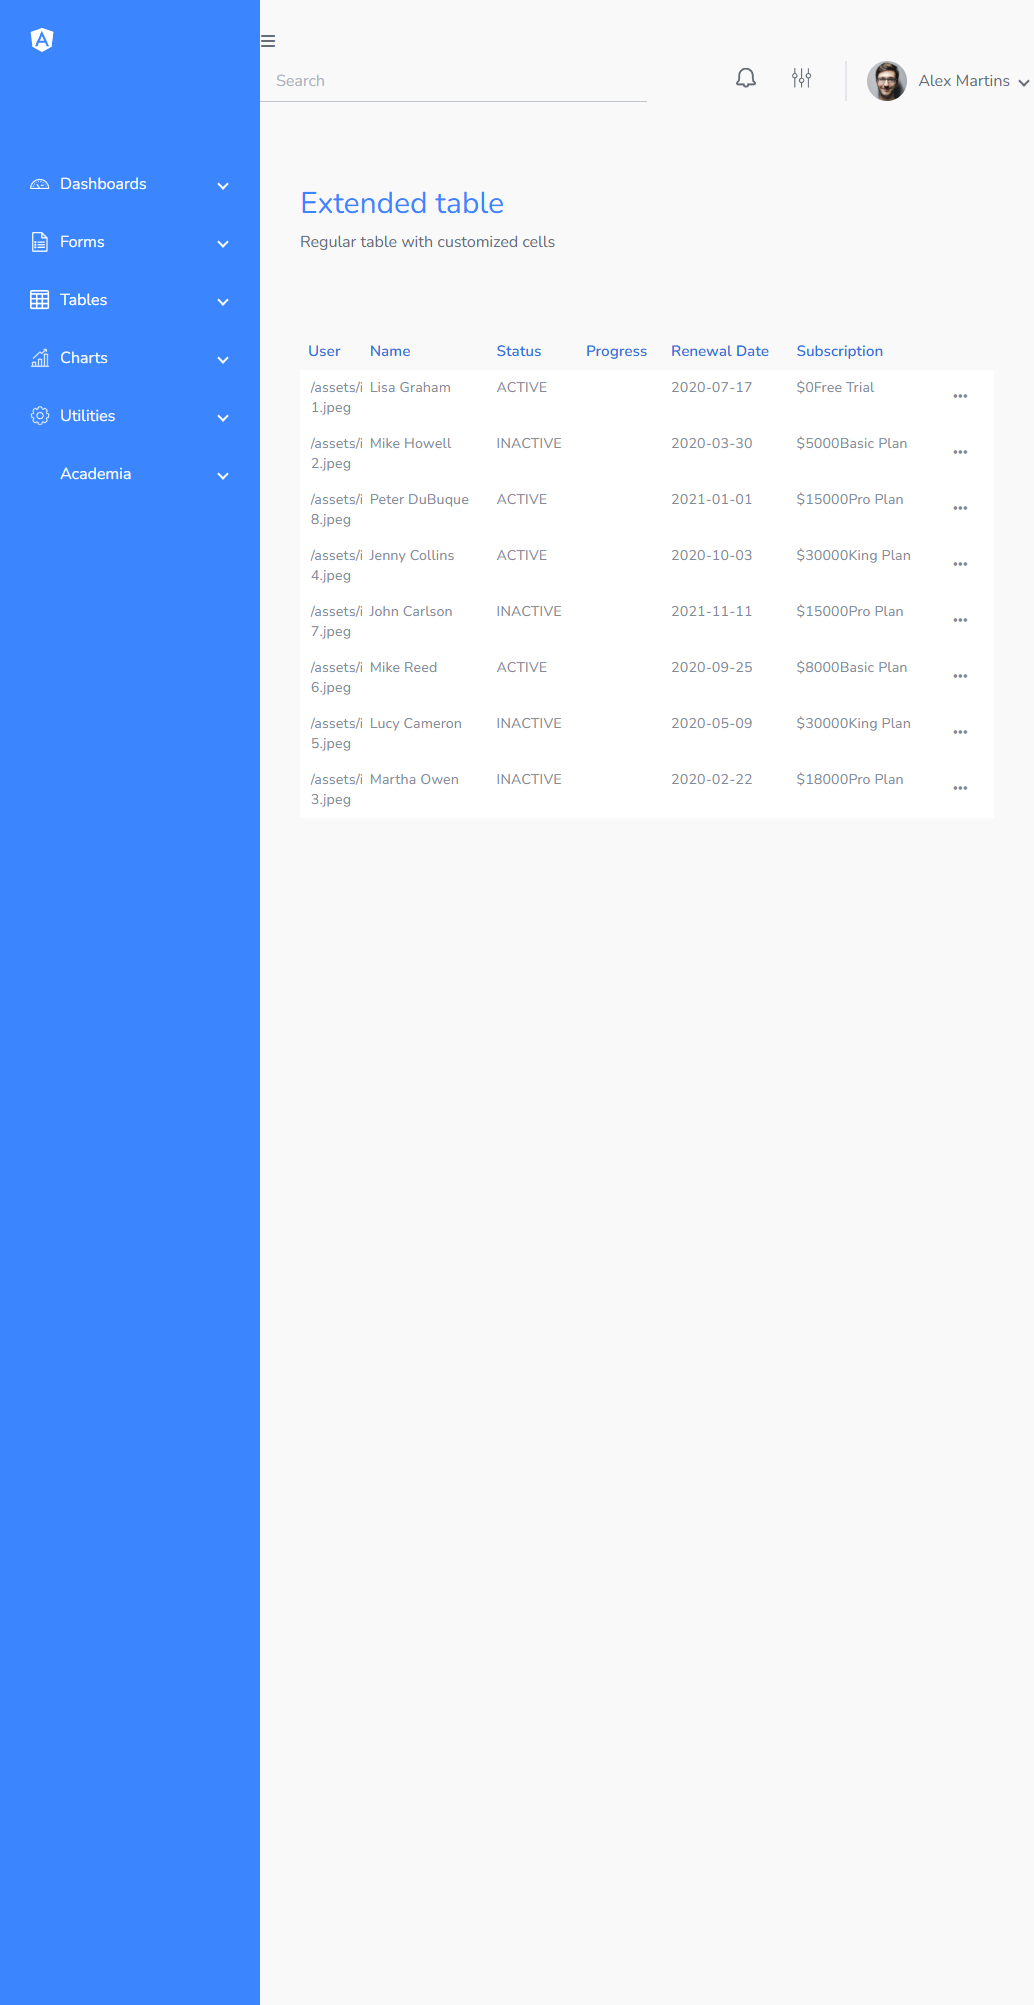 Search
Alex Martins
Dashboards
Forms
Tables
Charts
Utilities
Academia
Extended table
Regular table with customized cells
User Name Status Progress Renewal Date Subscription
/assets/i Lisa Graham ACTIVE 2020-07-17 $0Free Trial
1.jpeg
/assets/i Mike Howell INACTIVE 2020-03-30 $5000Basic Plan
2.jpeg
/assets/i Peter DuBuque ACTIVE 2021-01-01 $15000Pro Plan
8.jpeg
/assets/i Jenny Collins ACTIVE 2020-10-03 $30000King Plan
4.jpeg
/assets/i John Carlson INACTIVE 2021-11-11 $15000Pro Plan
7.jpeg
/assets/i Mike Reed ACTIVE 2020-09-25 $8000Basic Plan
6.jpeg
/assets/i Lucy Cameron INACTIVE 2020-05-09 $30000King Plan
5.jpeg
/assets/i Martha Owen INACTIVE 2020-02-22 $18000Pro Plan
3.jpeg